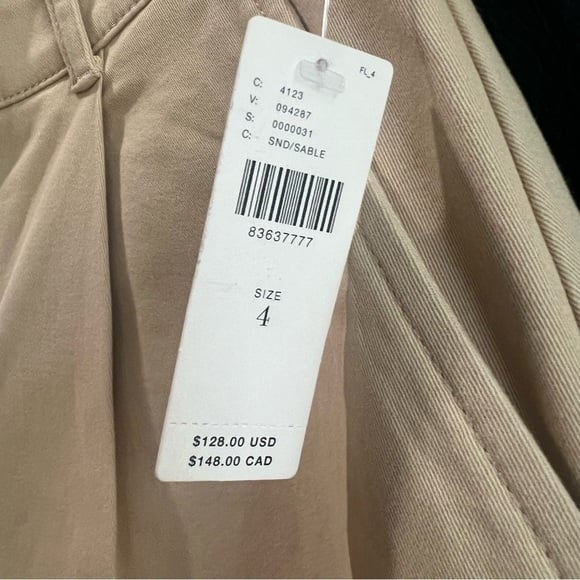 FL_4
C: 4123
V: 094287
S: 0000031
C: SND/SABLE
83637777
SIZE
4
$128.00 USD
$148.00 CAD